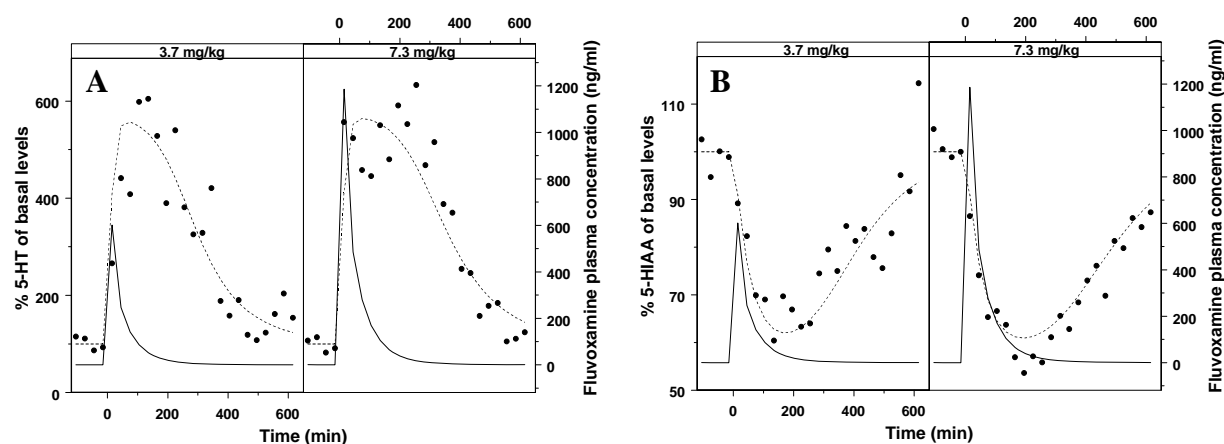 0 200 400 600
3.7 mg/kg 7.3 mg/kg
A
% 5-HT of basal levels
600
400
200
0
1200
1000
800
600
400
200
0
Fluvoxamine plasma concentration (ng/ml)
0 200 400 600
Time (min)
0 200 400 600
3.7 mg/kg 7.3 mg/kg
B
% 5-HIAA of basal levels
110
90
70
50
1200
1000
800
600
400
200
0
Fluvoxamine plasma concentration (ng/ml)
0 200 400 600
Time (min)